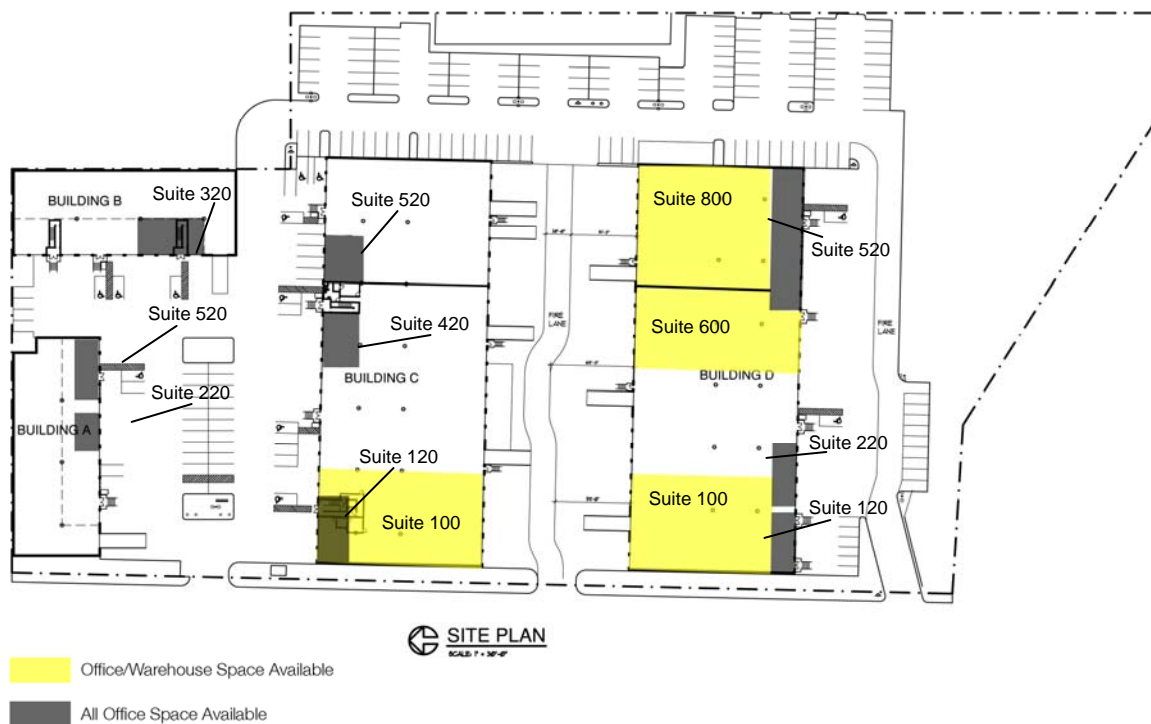 BUILDING B
Suite 320
Suite 520
Suite 220
BUILDING A
Suite 520
Suite 420
BUILDING C
Suite 120
Suite 100
FIRE
LANE
Suite 800
Suite 520
Suite 600
BUILDING D
Suite 220
Suite 100
Suite 120
FIRE
LANE
SITE PLAN
Office/Warehouse Space Available
All Office Space Available